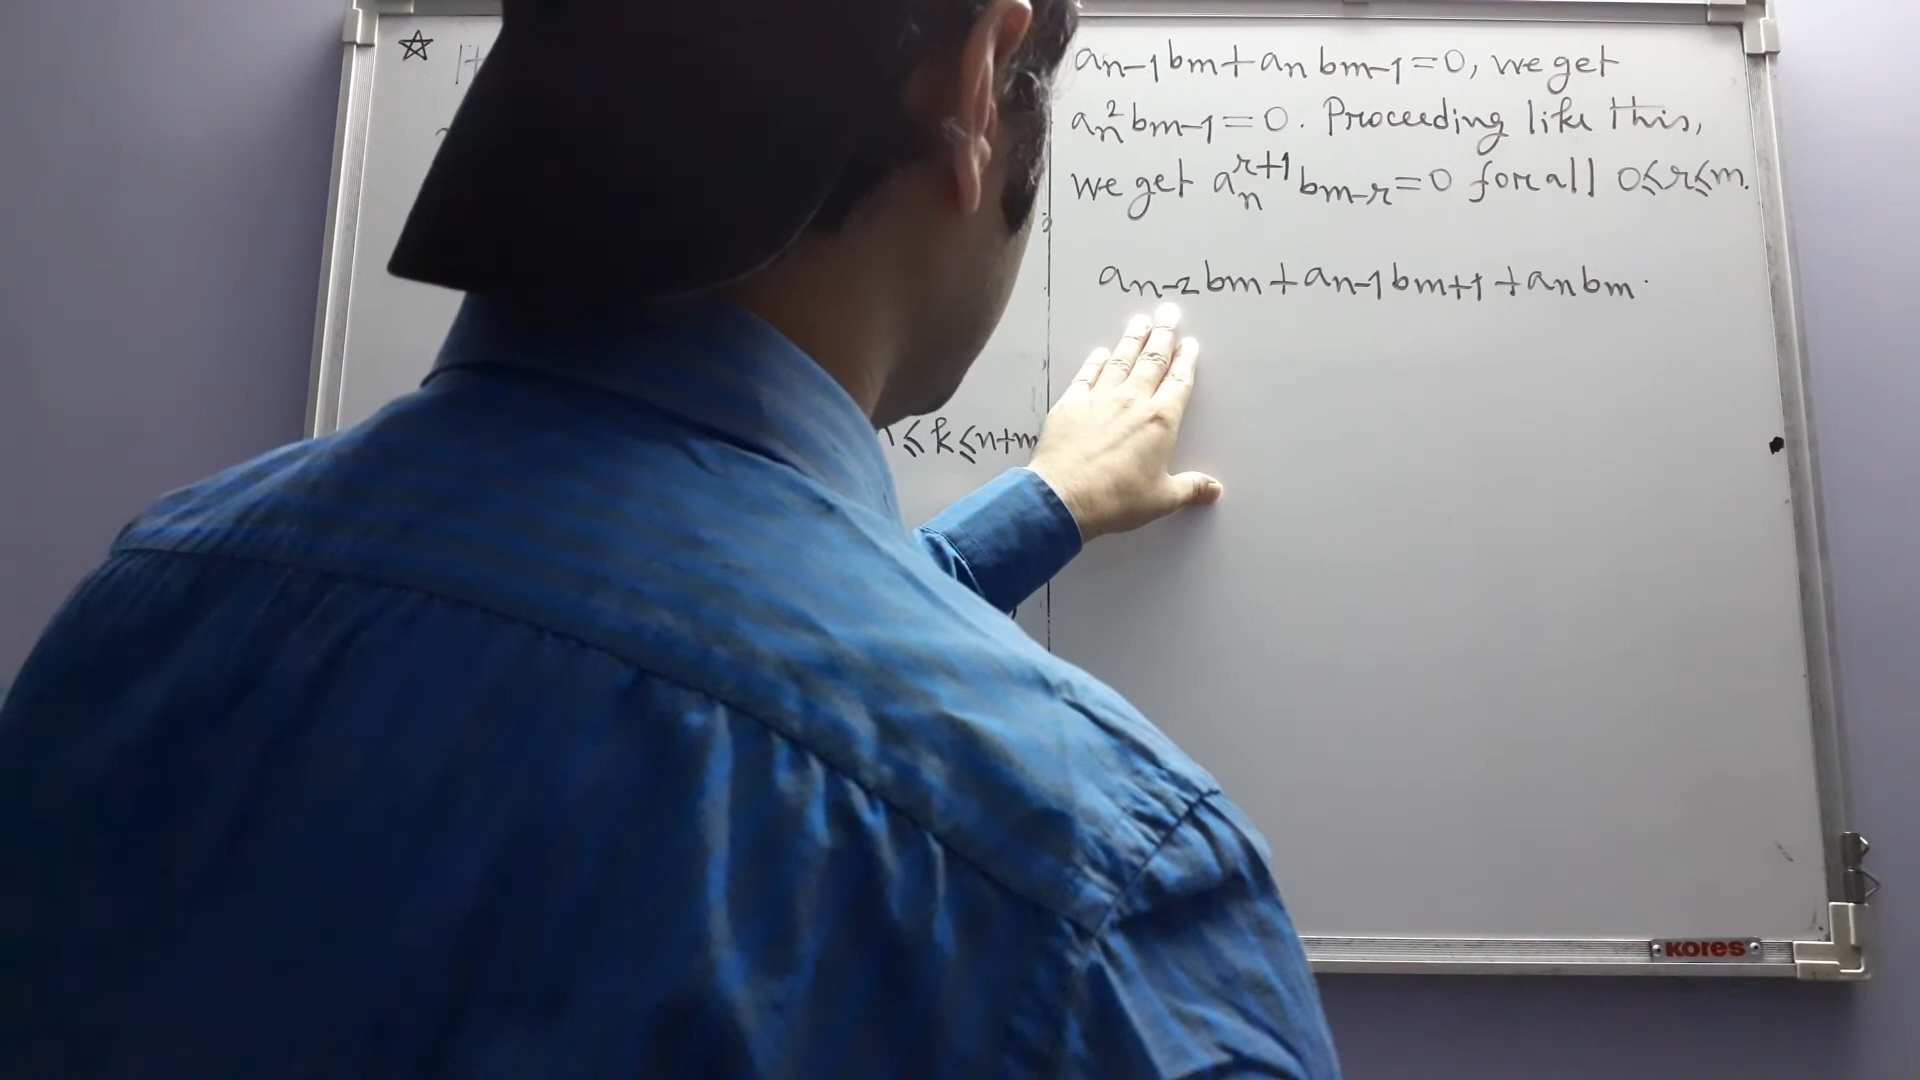 ☆ It
≤ k ≤ n+m
aₙ₋₁bₘ + aₙbₘ₋₁ = 0, we get
aₙ²bₘ₋₁ = 0. Proceeding like this,
we get aₙʳ⁺¹bₘ₋ᵣ = 0 for all 0≤r≤m.
aₙ₋₂bₘ + aₙ₋₁bₘ₊₁ + aₙbₘ.
KORES